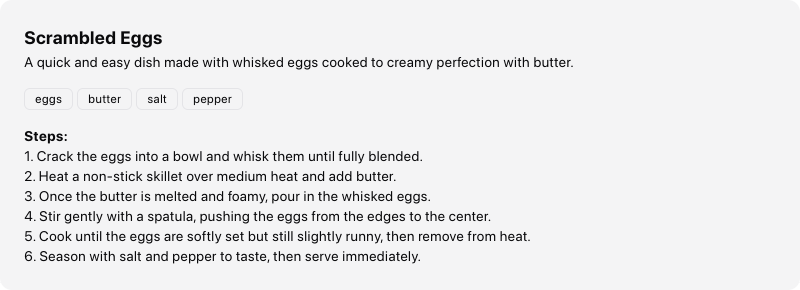 Scrambled Eggs
A quick and easy dish made with whisked eggs cooked to creamy perfection with butter.
eggs butter salt pepper
Steps:
1. Crack the eggs into a bowl and whisk them until fully blended.
2. Heat a non-stick skillet over medium heat and add butter.
3. Once the butter is melted and foamy, pour in the whisked eggs.
4. Stir gently with a spatula, pushing the eggs from the edges to the center.
5. Cook until the eggs are softly set but still slightly runny, then remove from heat.
6. Season with salt and pepper to taste, then serve immediately.